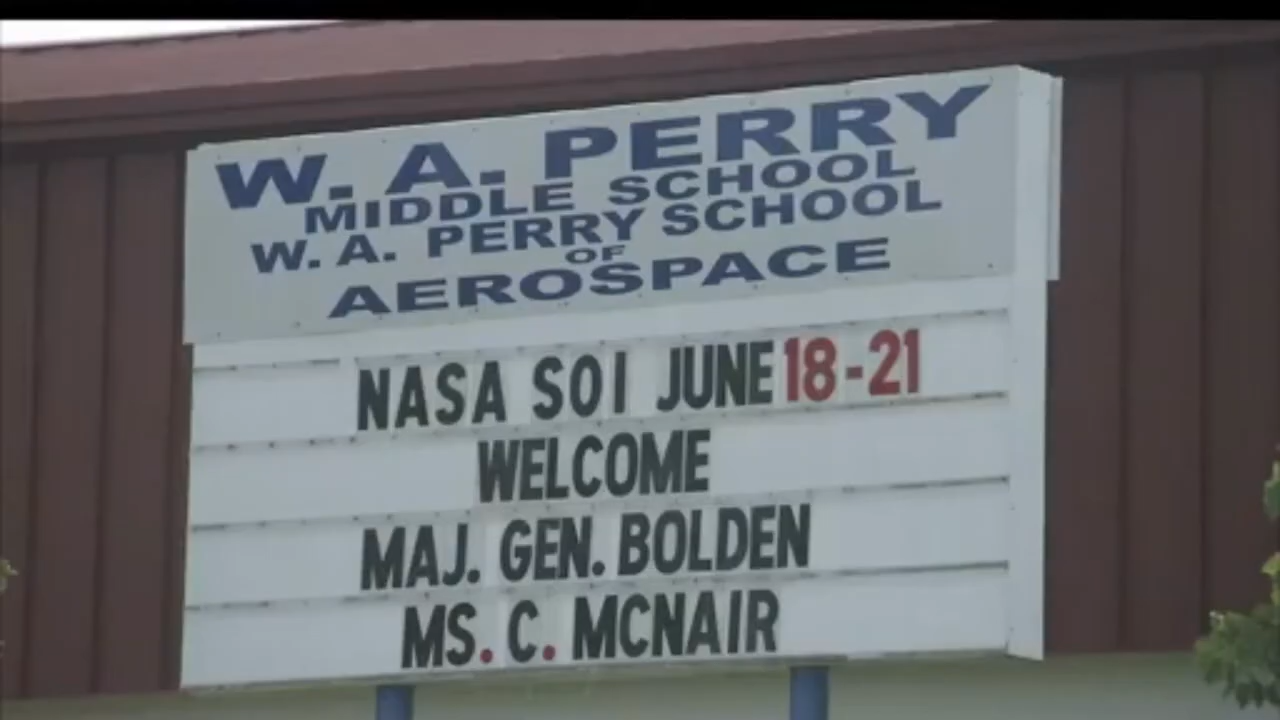 W. A. PERRY
MIDDLE SCHOOL
W. A. PERRY SCHOOL
OF
AEROSPACE
NASA SOI JUNE 18-21
WELCOME
MAJ. GEN. BOLDEN
MS. C. MCNAIR